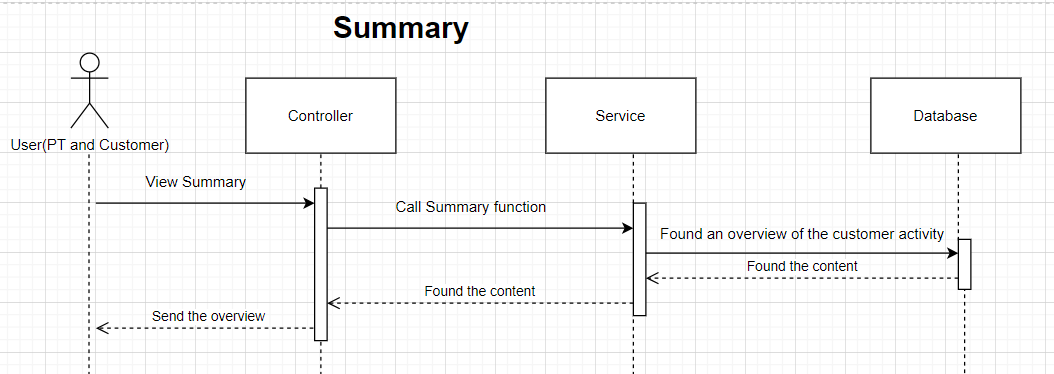 Summary
Controller
Service
Database
User(PT and Customer)
View Summary
Call Summary function
Found an overview of the customer activity
Found the content
Found the content
Send the overview